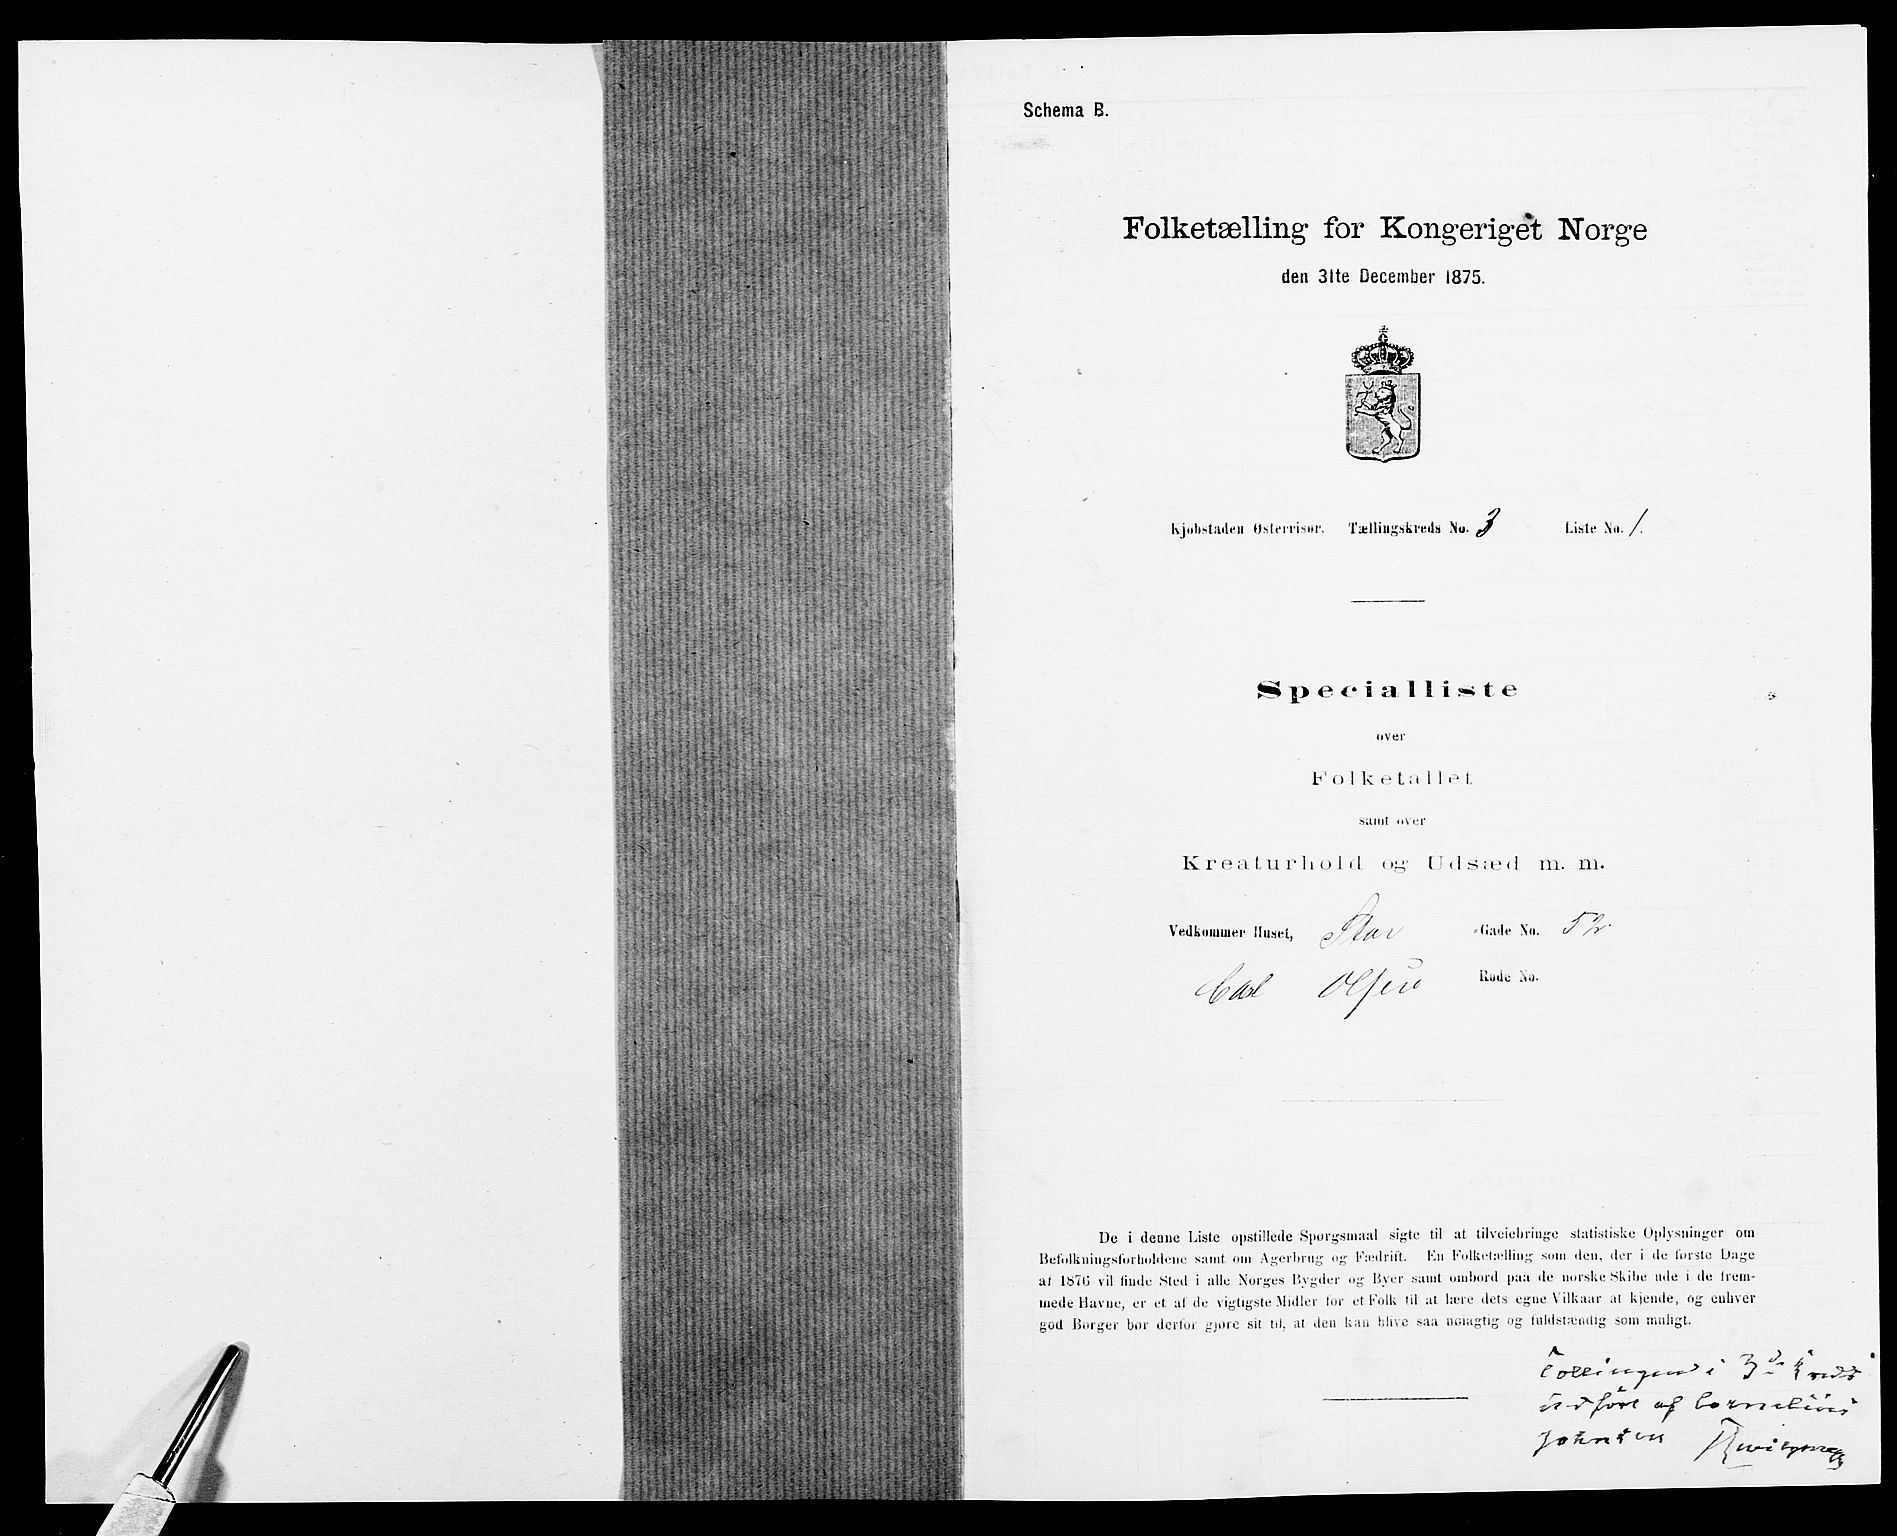 Schema B.
Folketælling for Kongeriget Norge
den 31te December 1875.
Kjøbstaden Østerrisør. Tællingskreds No. 3 Liste No. 1.
Specialliste
over
Folketallet
samt over
Kreaturhold og Udsæd m. m.
Vedkommer Huset, Stor -Gade No. 52.
Carl Olsen Rode No.
De i denne Liste opstillede Spørgsmaal sigte til at tilveiebringe statistiske Oplysninger om
Befolkningsforholdene samt om Agerbrug og Fædrift. En Folketælling som den, der i de første Dage
af 1876 vil finde Sted i alle Norges Bygder og Byer samt ombord paa de norske Skibe ude i de frem-
mede Havne, er et af de vigtigste Midler for et Folk til at lære dets egne Vilkaar at kjende, og enhver
god Borger bør derfor gjøre sit til, at den kan blive saa nøiagtig og fuldstændig som muligt.
Tællingen i 3die Kreds
udført af Cornelius
Johnsen